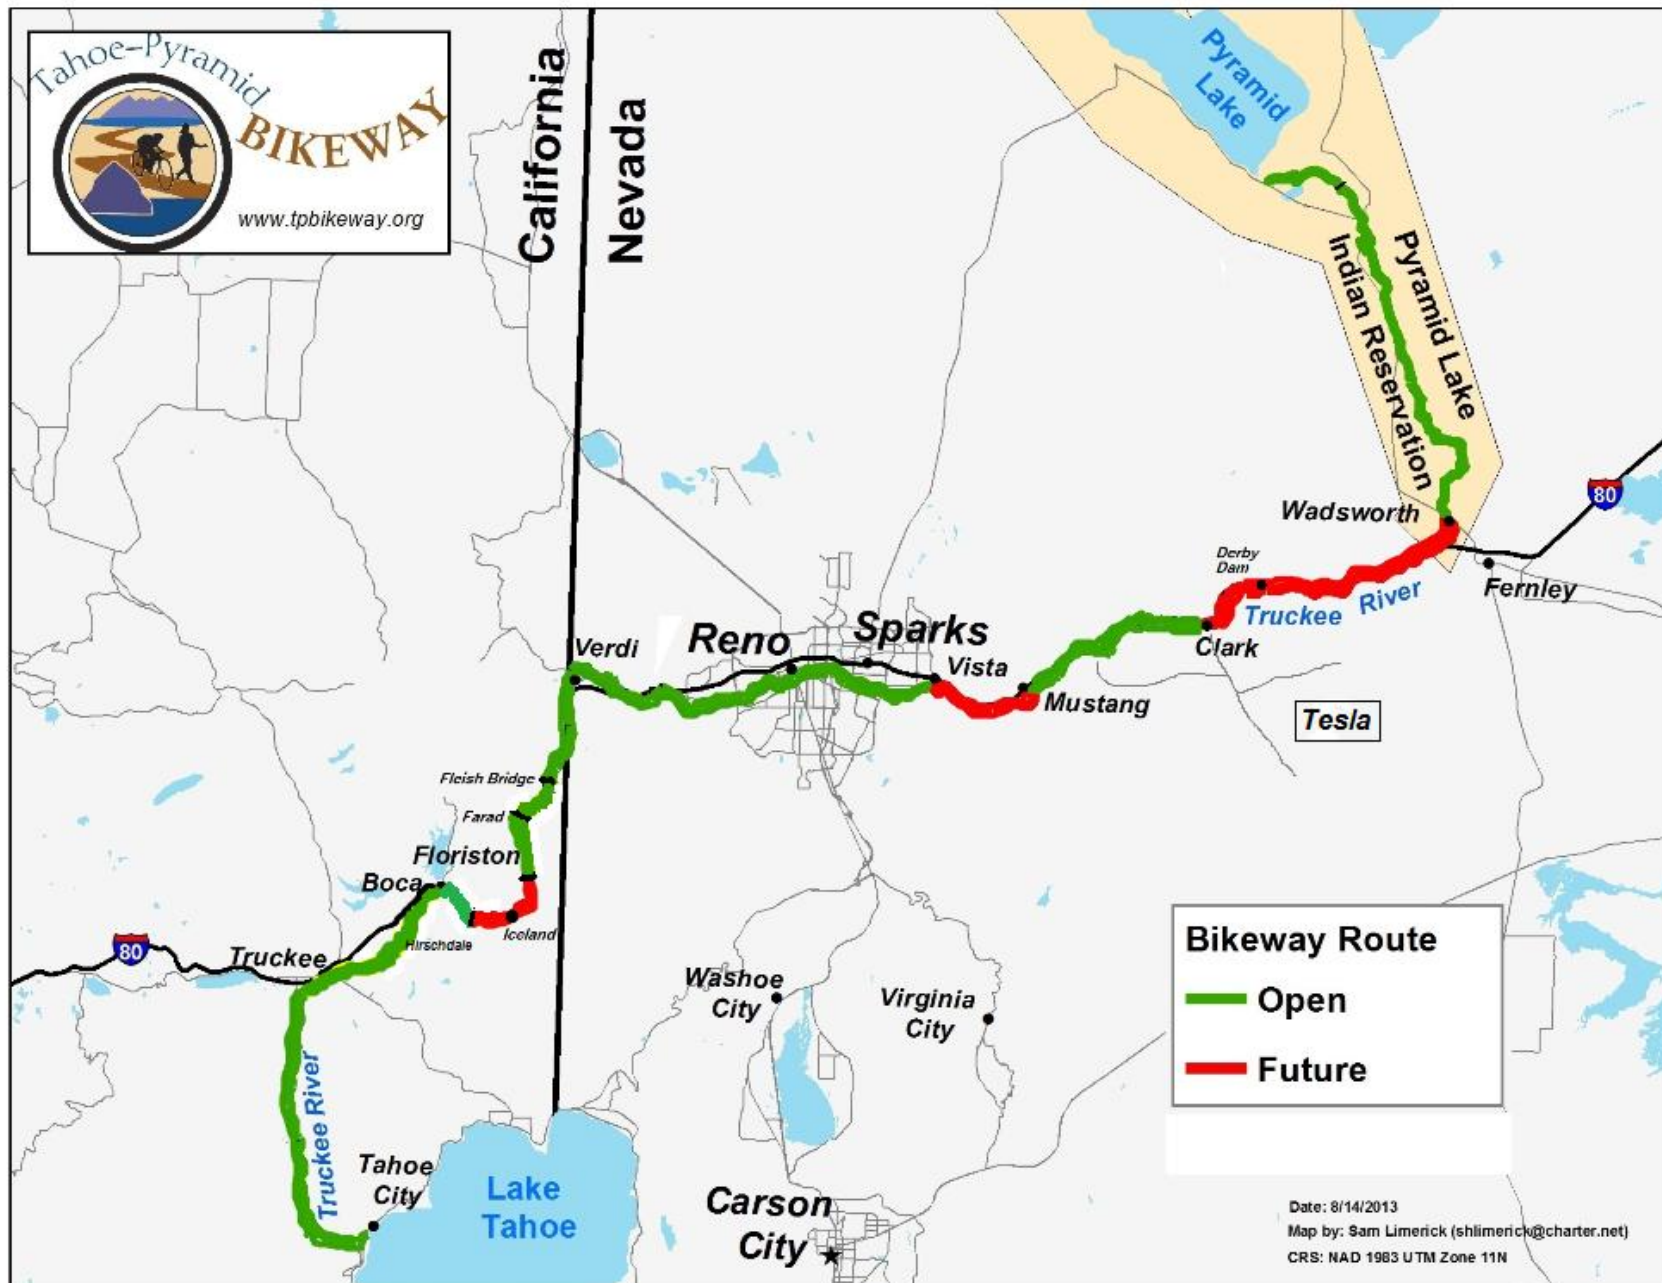 Tahoe–Pyramid
BIKEWAY
www.tpbikeway.org
California
Nevada
Pyramid
Lake
Pyramid Lake
Indian Reservation
80
Wadsworth
Fernley
Derby
Dam
Truckee River
Clark
Verdi
Reno
Sparks
Vista
Mustang
Tesla
Fleish Bridge
Farad
Floriston
Boca
Iceland
Hirschdale
80
Truckee
Washoe
City
Virginia
City
Bikeway Route
Open
Future
Truckee River
Tahoe
City
Lake
Tahoe
Carson
City
Date: 8/14/2013
Map by: Sam Limerick (shlimerick@charter.net)
CRS: NAD 1983 UTM Zone 11N